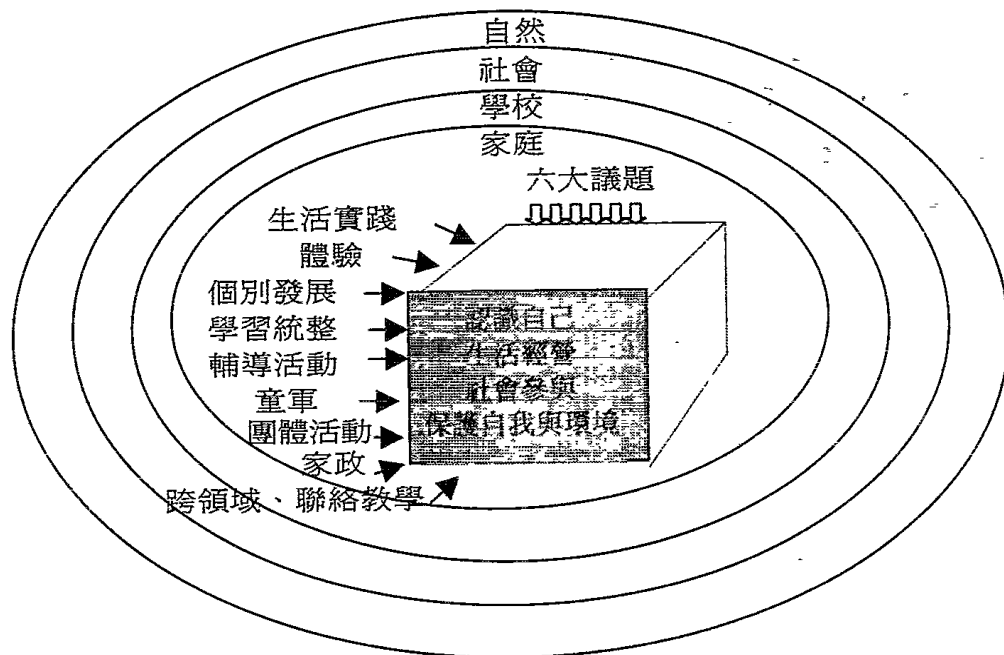 自然
社會
學校
家庭
六大議題
生活實踐
體驗
個別發展
學習統整
輔導活動
童軍
團體活動
家政
跨領域、聯絡教學
認識自己
生活經營
社會參與
保護自我與環境